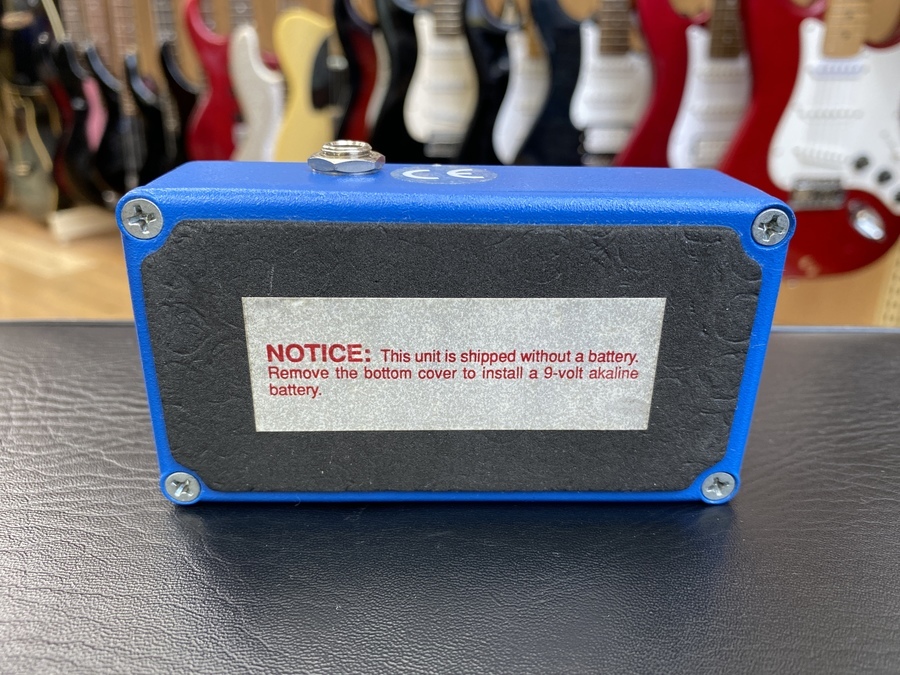 CE
NOTICE: This unit is shipped without a battery.
Remove the bottom cover to install a 9-volt akaline
battery.